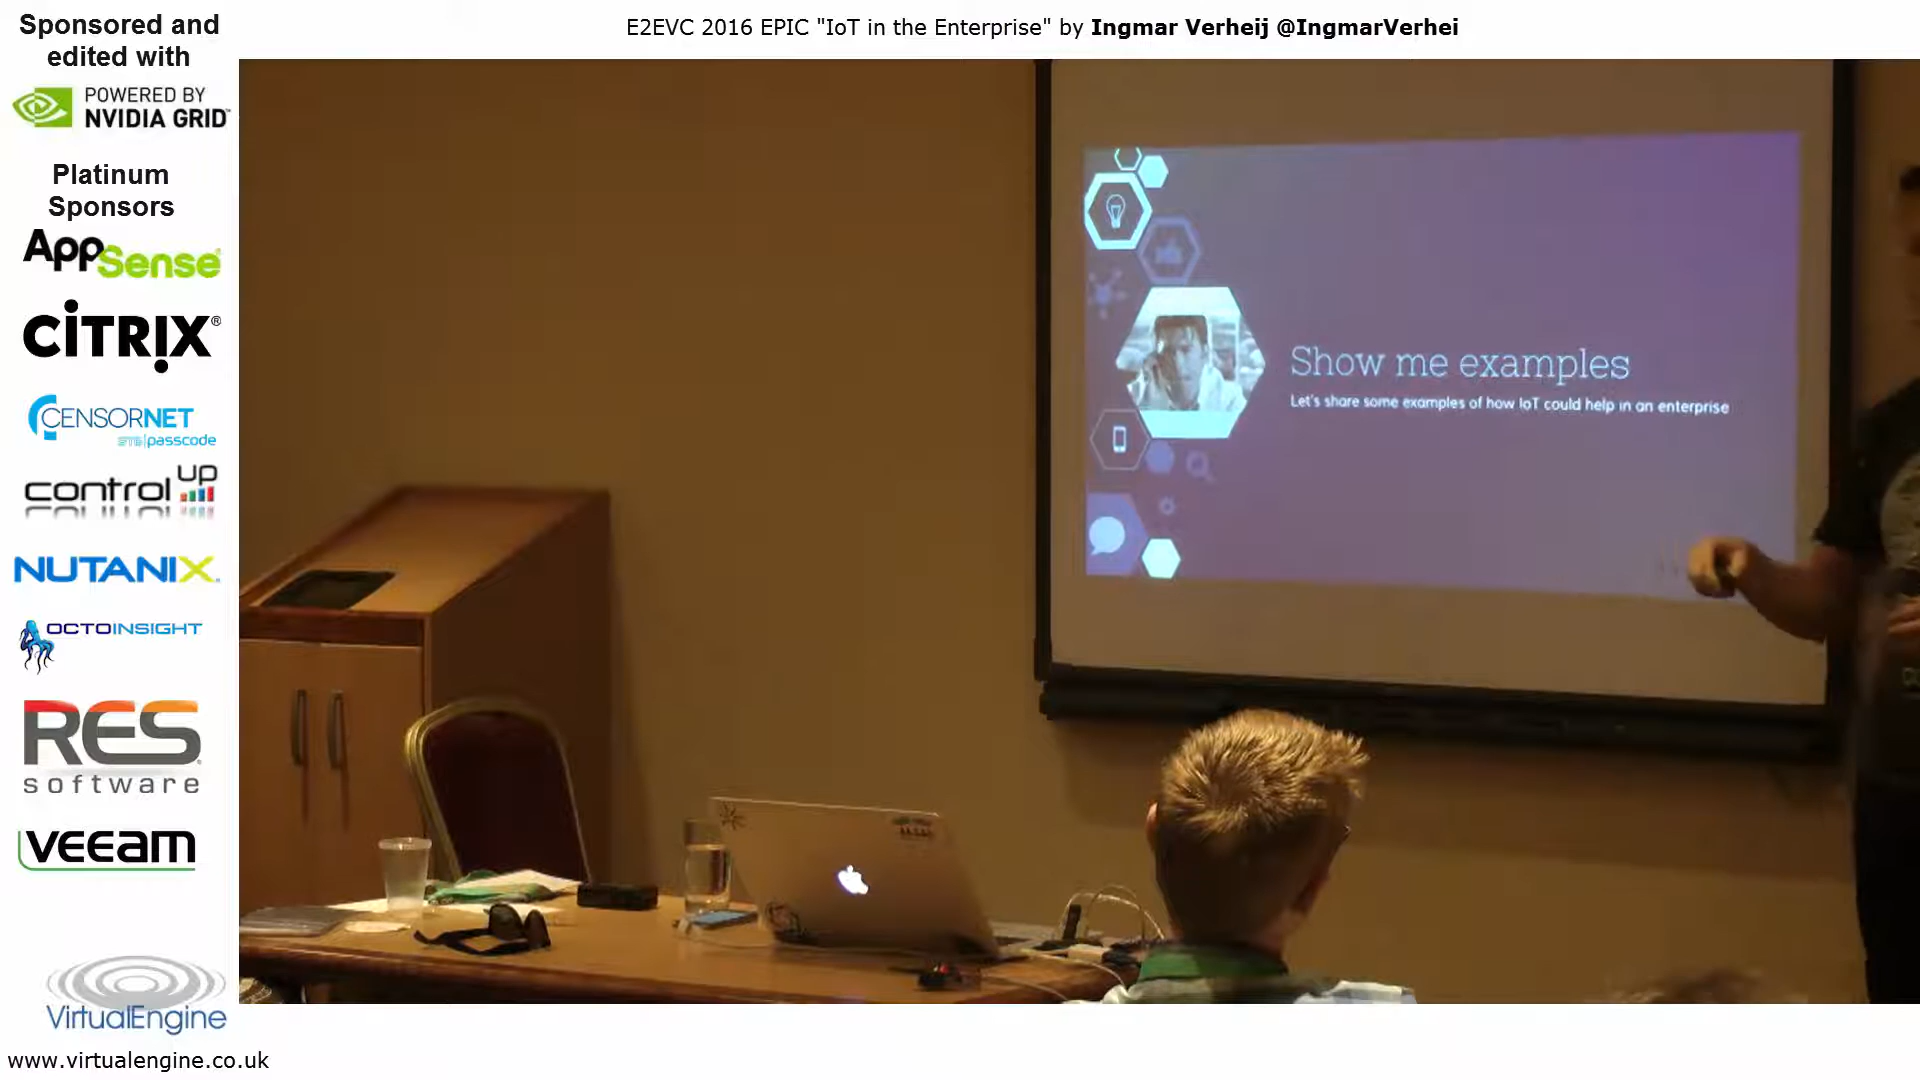 Sponsored and
edited with
E2EVC 2016 EPIC "IoT in the Enterprise" by Ingmar Verheij @IngmarVerhei
POWERED BY
NVIDIA GRID
Platinum
Sponsors
AppSense
CITRIX®
CENSORNET
SMS|passcode
control UP
NUTANIX
OCTOINSIGHT
RES
software
veeam
VirtualEngine
www.virtualengine.co.uk
Show me examples
Let's share some examples of how IoT could help in an enterprise